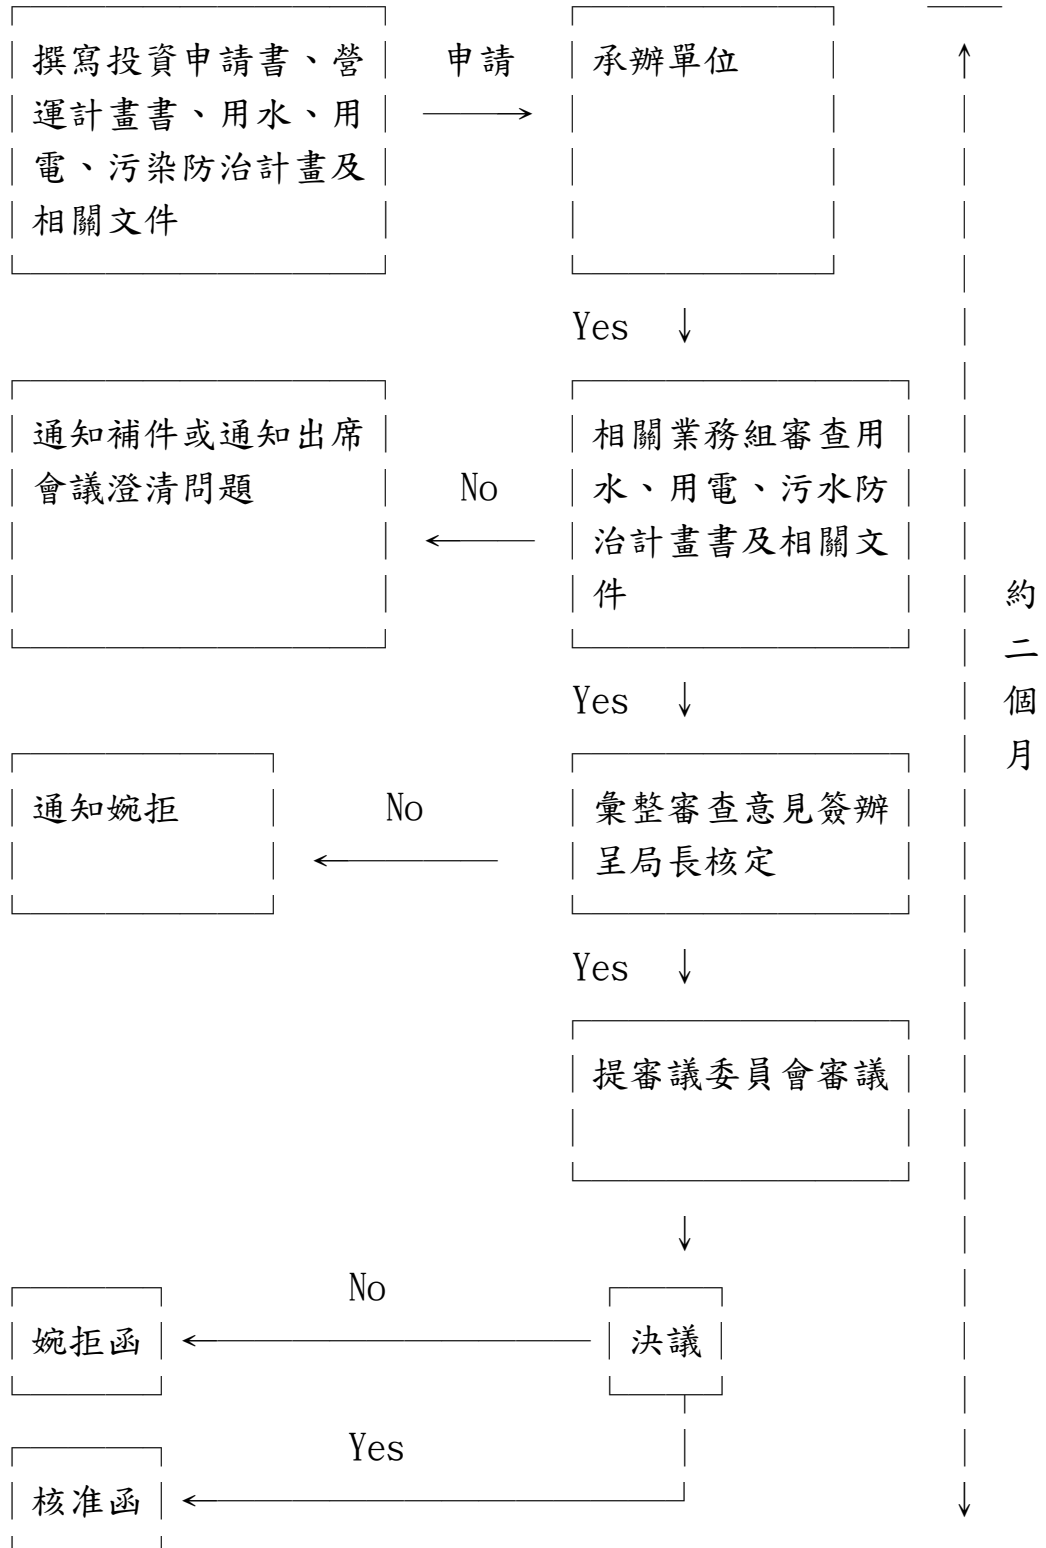 撰寫投資申請書、營
運計畫書、用水、用
電、污染防治計畫及
相關文件
申請
承辦單位
Yes
通知補件或通知出席
會議澄清問題
No
相關業務組審查用
水、用電、污水防
治計畫書及相關文
件
約
二
個
月
Yes
通知婉拒
No
彙整審查意見簽辦
呈局長核定
Yes
提審議委員會審議
No
婉拒函
決議
Yes
核准函